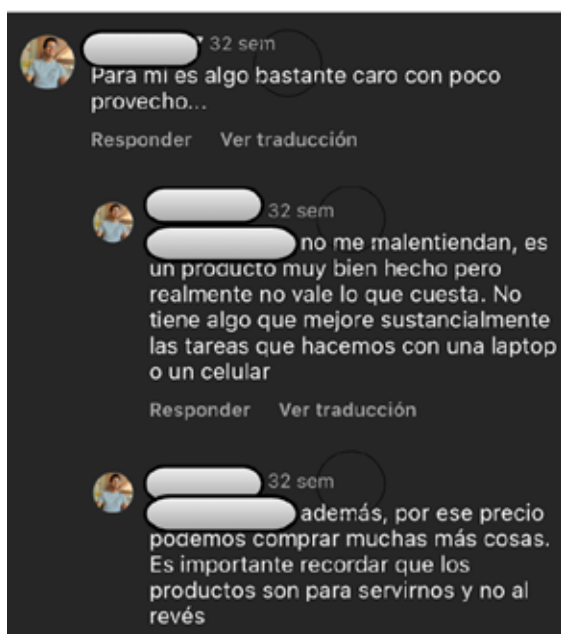 32 sem
Para mi es algo bastante caro con poco
provecho...
Responder Ver traducción
32 sem
no me malentiendan, es
un producto muy bien hecho pero
realmente no vale lo que cuesta. No
tiene algo que mejore sustancialmente
las tareas que hacemos con una laptop
o un celular
Responder Ver traducción
32 sem
además, por ese precio
podemos comprar muchas más cosas.
Es importante recordar que los
productos son para servirnos y no al
revés